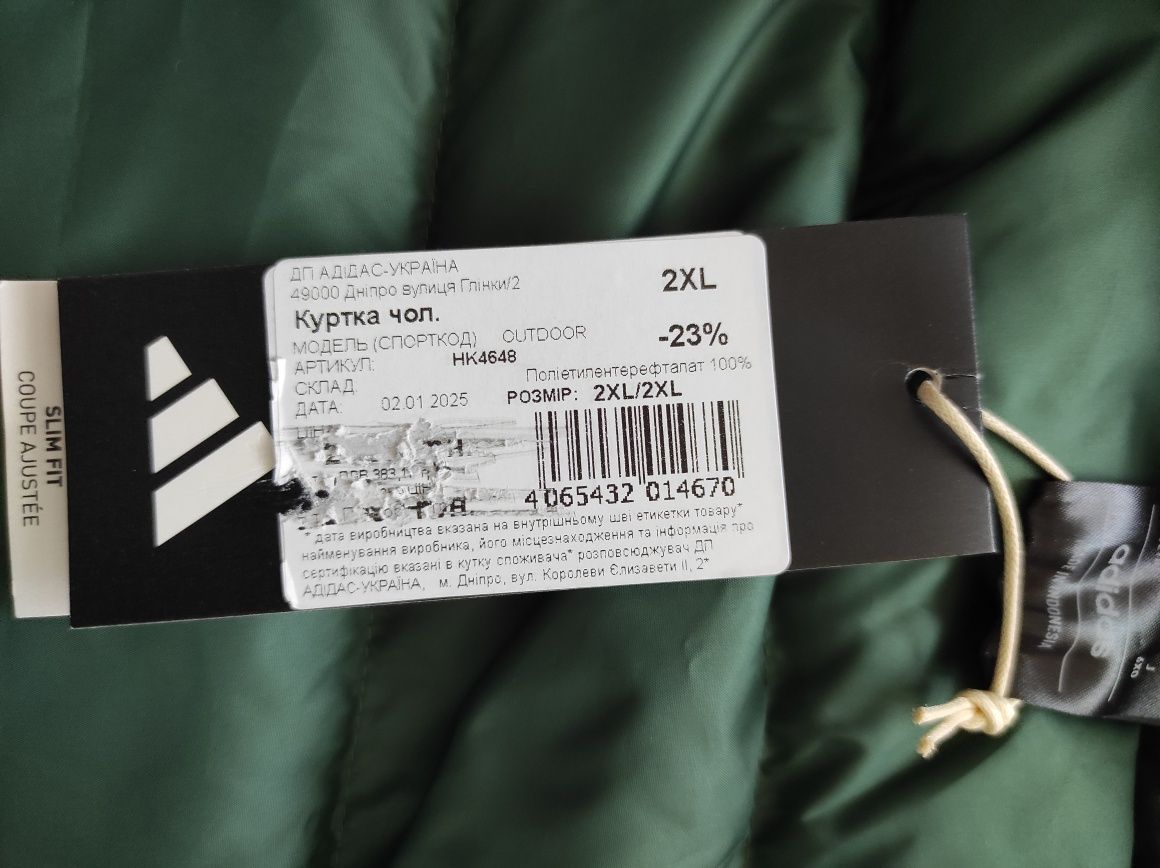 ДП АДІДАС-УКРАЇНА
49000 Дніпро вулиця Глінки/2
2XL
Куртка чол.
-23%
МОДЕЛЬ (СПОРТКОД) OUTDOOR
АРТИКУЛ: HK4648
СКЛАД Поліетилентерефталат 100%
ДАТА: 02.01 2025 РОЗМІР: 2XL/2XL
4 065432 014670
* дата виробництва вказана на внутрішньому шві етикетки товару*
найменування виробника, його місцезнаходження та інформація про
сертифікацію вказані в кутку споживача* розповсюджувач ДП
АДІДАС-УКРАЇНА, м. Дніпро, вул. Королеви Єлизавети ІІ, 2*
SLIM FIT
COUPE AJUSTÉE
adidas
INDONESIA